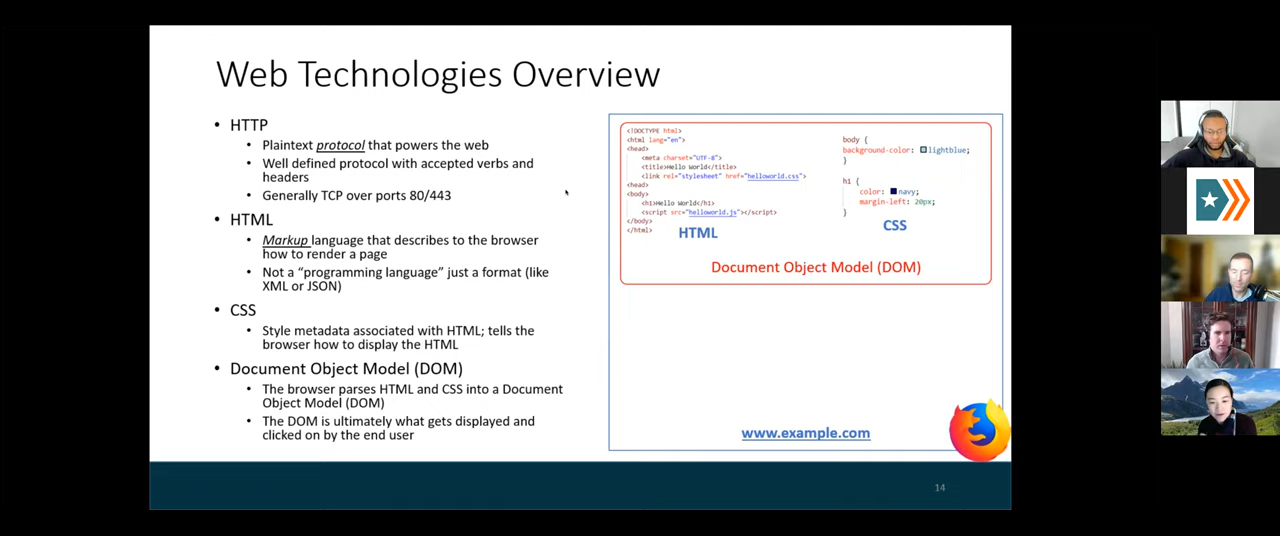 Web Technologies Overview
• HTTP
• Plaintext protocol that powers the web
• Well defined protocol with accepted verbs and
headers
• Generally TCP over ports 80/443
• HTML
• Markup language that describes to the browser
how to render a page
• Not a “programming language” just a format (like
XML or JSON)
• CSS
• Style metadata associated with HTML; tells the
browser how to display the HTML
• Document Object Model (DOM)
• The browser parses HTML and CSS into a Document
Object Model (DOM)
• The DOM is ultimately what gets displayed and
clicked on by the end user
<!DOCTYPE html>
<html lang="en">
<head>
<meta charset="UTF-8">
<title>Hello World</title>
<link rel="stylesheet" href="helloworld.css">
<head>
<body>
<h1>Hello World</h1>
<script src="helloworld.js"></script>
</body>
</html>
HTML
body {
background-color: lightblue;
}
h1 {
color: navy;
margin-left: 20px;
}
CSS
Document Object Model (DOM)
www.example.com
14